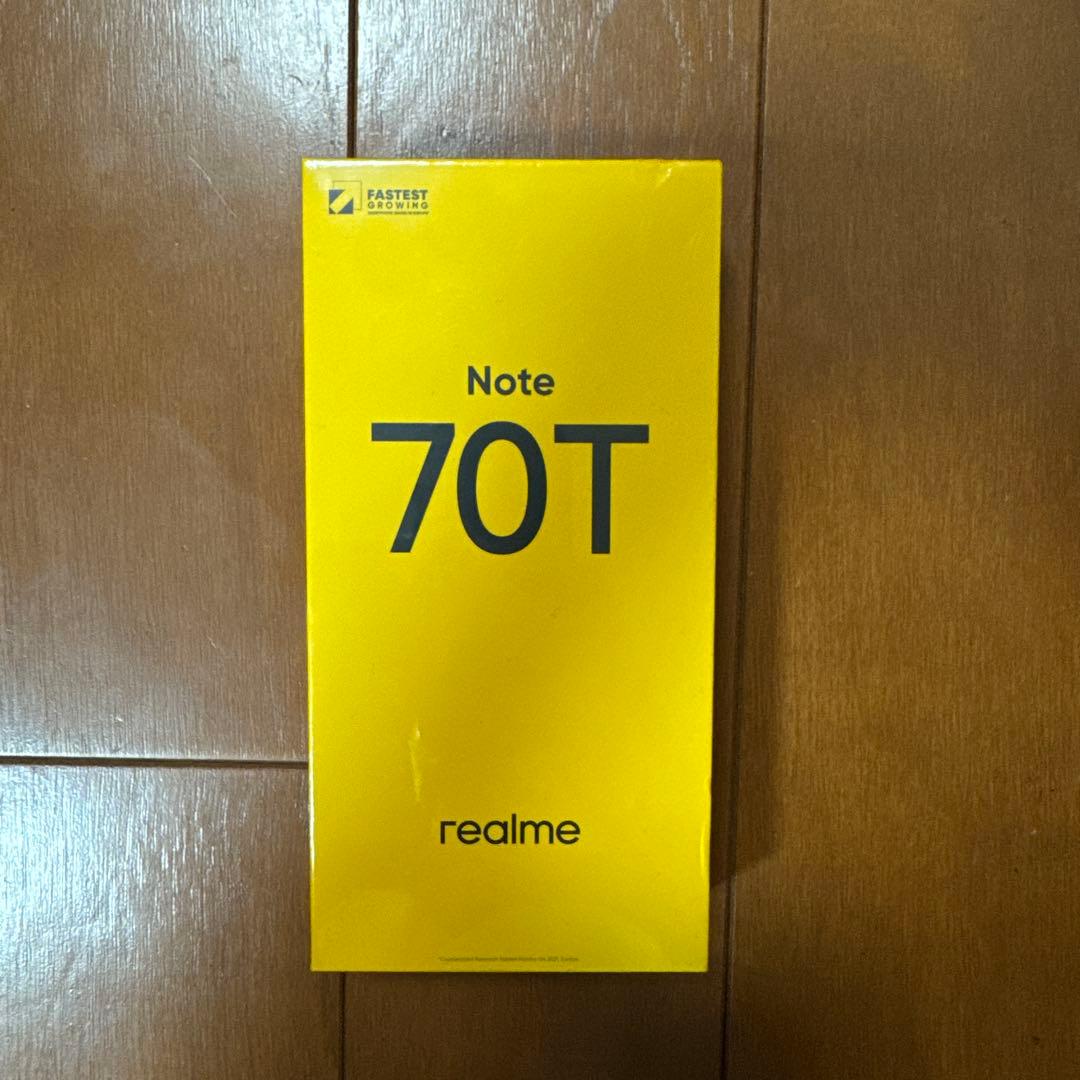 FASTEST
GROWING
Note
70T
realme